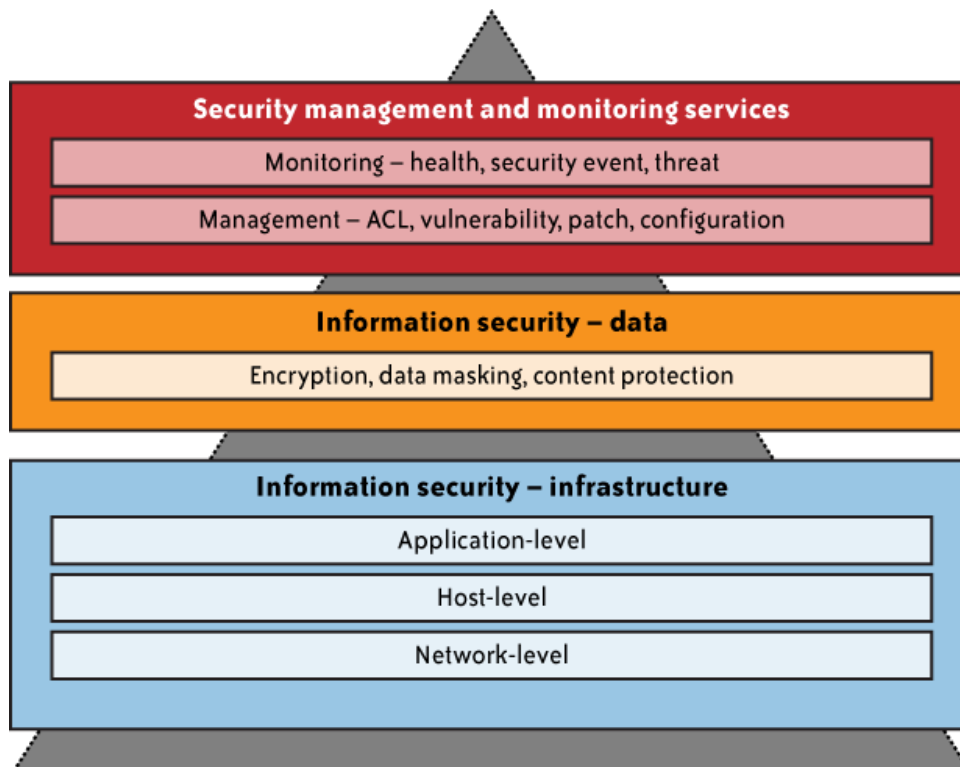 Security management and monitoring services
Monitoring – health, security event, threat
Management – ACL, vulnerability, patch, configuration
Information security – data
Encryption, data masking, content protection
Information security – infrastructure
Application-level
Host-level
Network-level